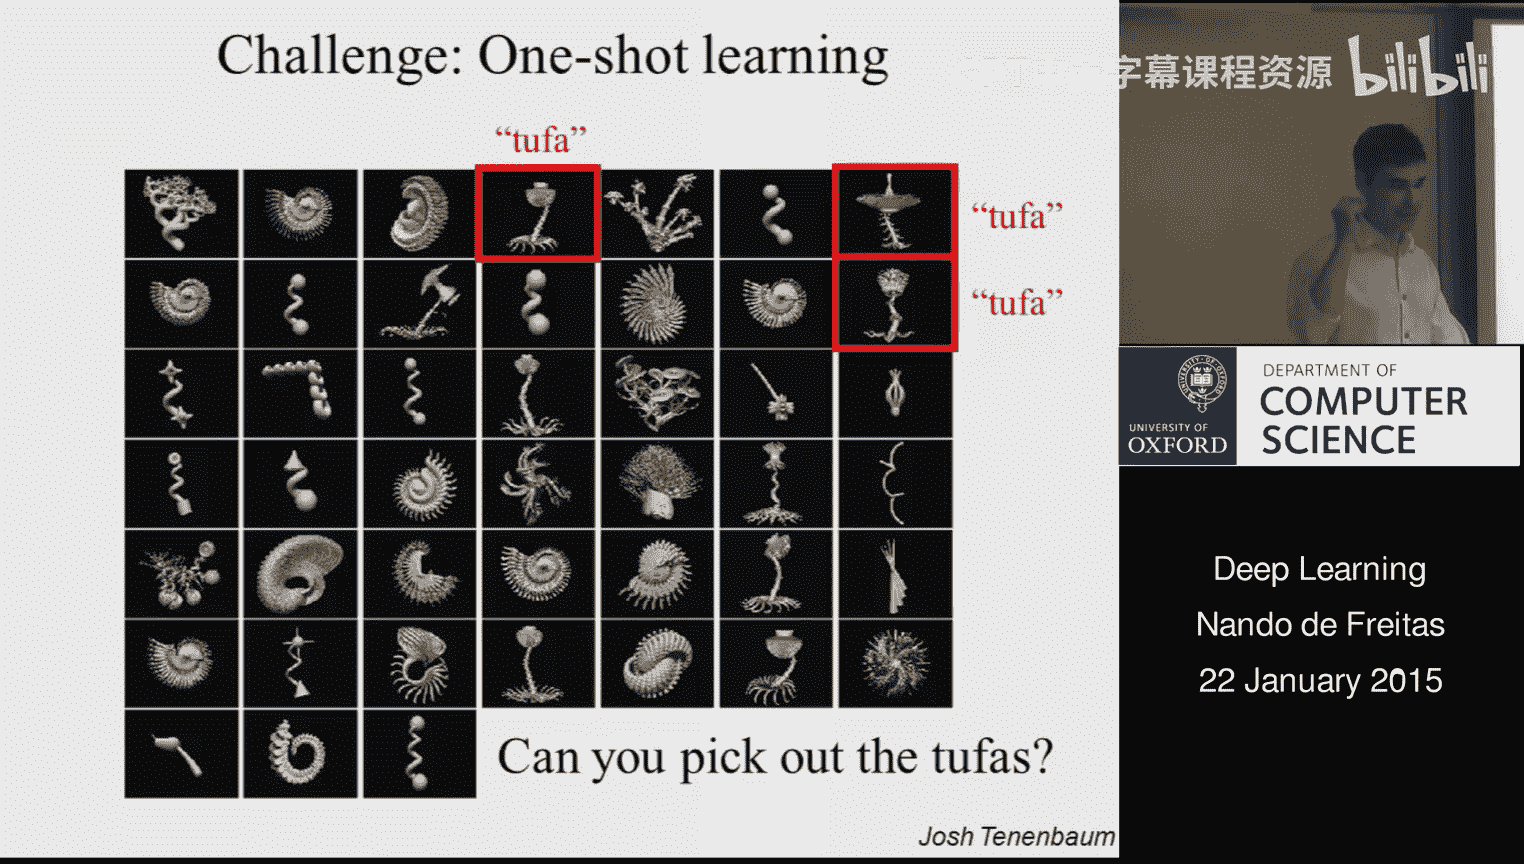 Challenge: One-shot learning
“tufa”
“tufa”
“tufa”
Can you pick out the tufas?
Josh Tenenbaum
字幕课程资源 bilibili
UNIVERSITY OF
OXFORD
DEPARTMENT OF
COMPUTER
SCIENCE
Deep Learning
Nando de Freitas
22 January 2015